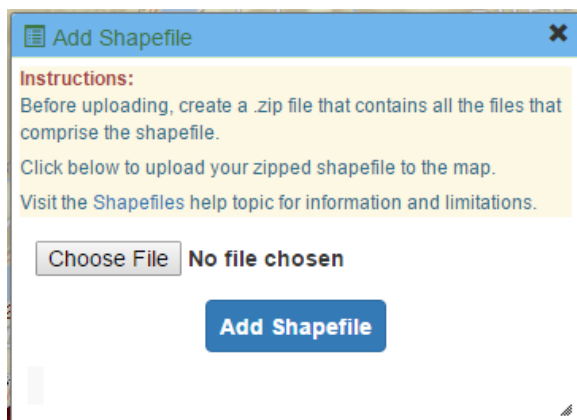 Add Shapefile
Instructions:
Before uploading, create a .zip file that contains all the files that
comprise the shapefile.
Click below to upload your zipped shapefile to the map.
Visit the Shapefiles help topic for information and limitations.
Choose File No file chosen
Add Shapefile